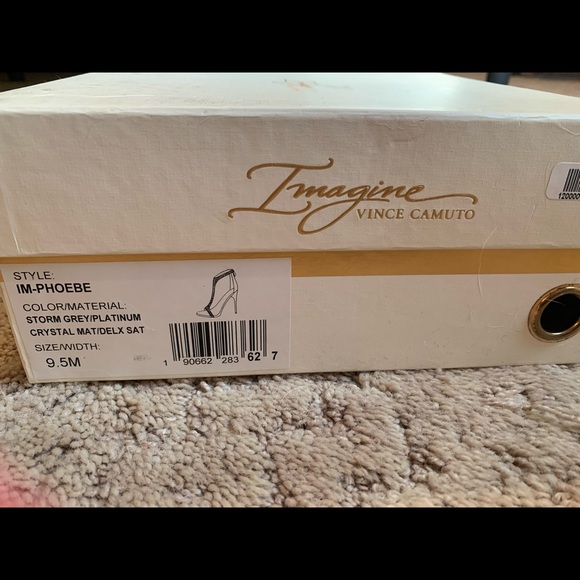 Imagine
VINCE CAMUTO
STYLE:
IM-PHOEBE
COLOR/MATERIAL:
STORM GREY/PLATINUM
CRYSTAL MAT/DELX SAT
SIZE/WIDTH:
9.5M
1 90662 283 62 7
120000